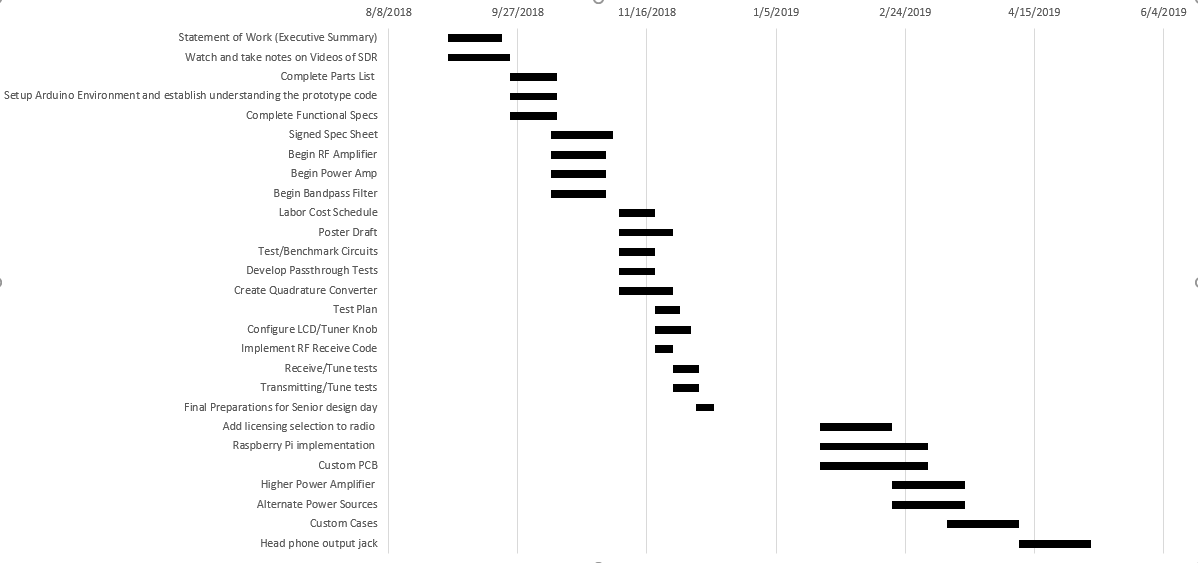 8/8/2018 9/27/2018 11/16/2018 1/5/2019 2/24/2019 4/15/2019 6/4/2019
Statement of Work (Executive Summary)
Watch and take notes on Videos of SDR
Complete Parts List
Setup Arduino Environment and establish understanding the prototype code
Complete Functional Specs
Signed Spec Sheet
Begin RF Amplifier
Begin Power Amp
Begin Bandpass Filter
Labor Cost Schedule
Poster Draft
Test/Benchmark Circuits
Develop Passthrough Tests
Create Quadrature Converter
Test Plan
Configure LCD/Tuner Knob
Implement RF Receive Code
Receive/Tune tests
Transmitting/Tune tests
Final Preparations for Senior design day
Add licensing selection to radio
Raspberry Pi implementation
Custom PCB
Higher Power Amplifier
Alternate Power Sources
Custom Cases
Head phone output jack